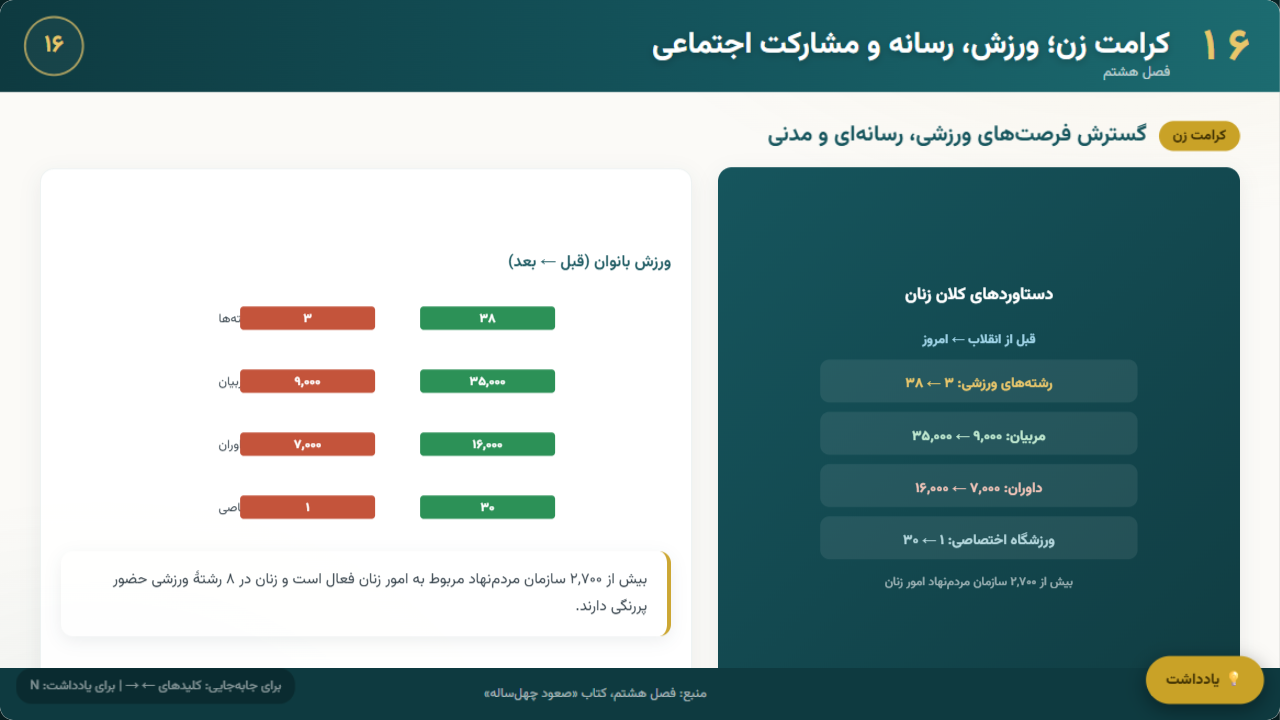 ۱۶
کرامت زن؛ ورزش، رسانه و مشارکت اجتماعی
فصل هشتم
۱۶
کرامت زن
گسترش فرصت‌های ورزشی، رسانه‌ای و مدنی
دستاوردهای کلان زنان
قبل از انقلاب ← امروز
رشته‌های ورزشی: ۳ ← ۳۸
مربیان: ۹,۰۰۰ ← ۳۵,۰۰۰
داوران: ۷,۰۰۰ ← ۱۶,۰۰۰
ورزشگاه اختصاصی: ۱ ← ۳۰
بیش از ۲,۷۰۰ سازمان مردم‌نهاد امور زنان
ورزش بانوان (قبل ← بعد)
۳ ۳۸
۹,۰۰۰ ۳۵,۰۰۰
۷,۰۰۰ ۱۶,۰۰۰
۱ ۳۰
بیش از ۲,۷۰۰ سازمان مردم‌نهاد مربوط به امور زنان فعال است و زنان در ۸ رشتهٔ ورزشی حضور
پررنگی دارند.
یادداشت
منبع: فصل هشتم، کتاب «صعود چهل‌ساله»
برای جابه‌جایی: کلیدهای ← → | برای یادداشت: N